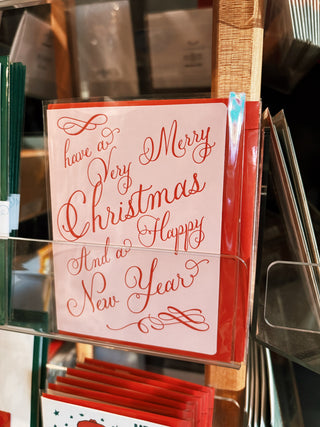 have a
Very Merry
Christmas
And a Happy
New Year